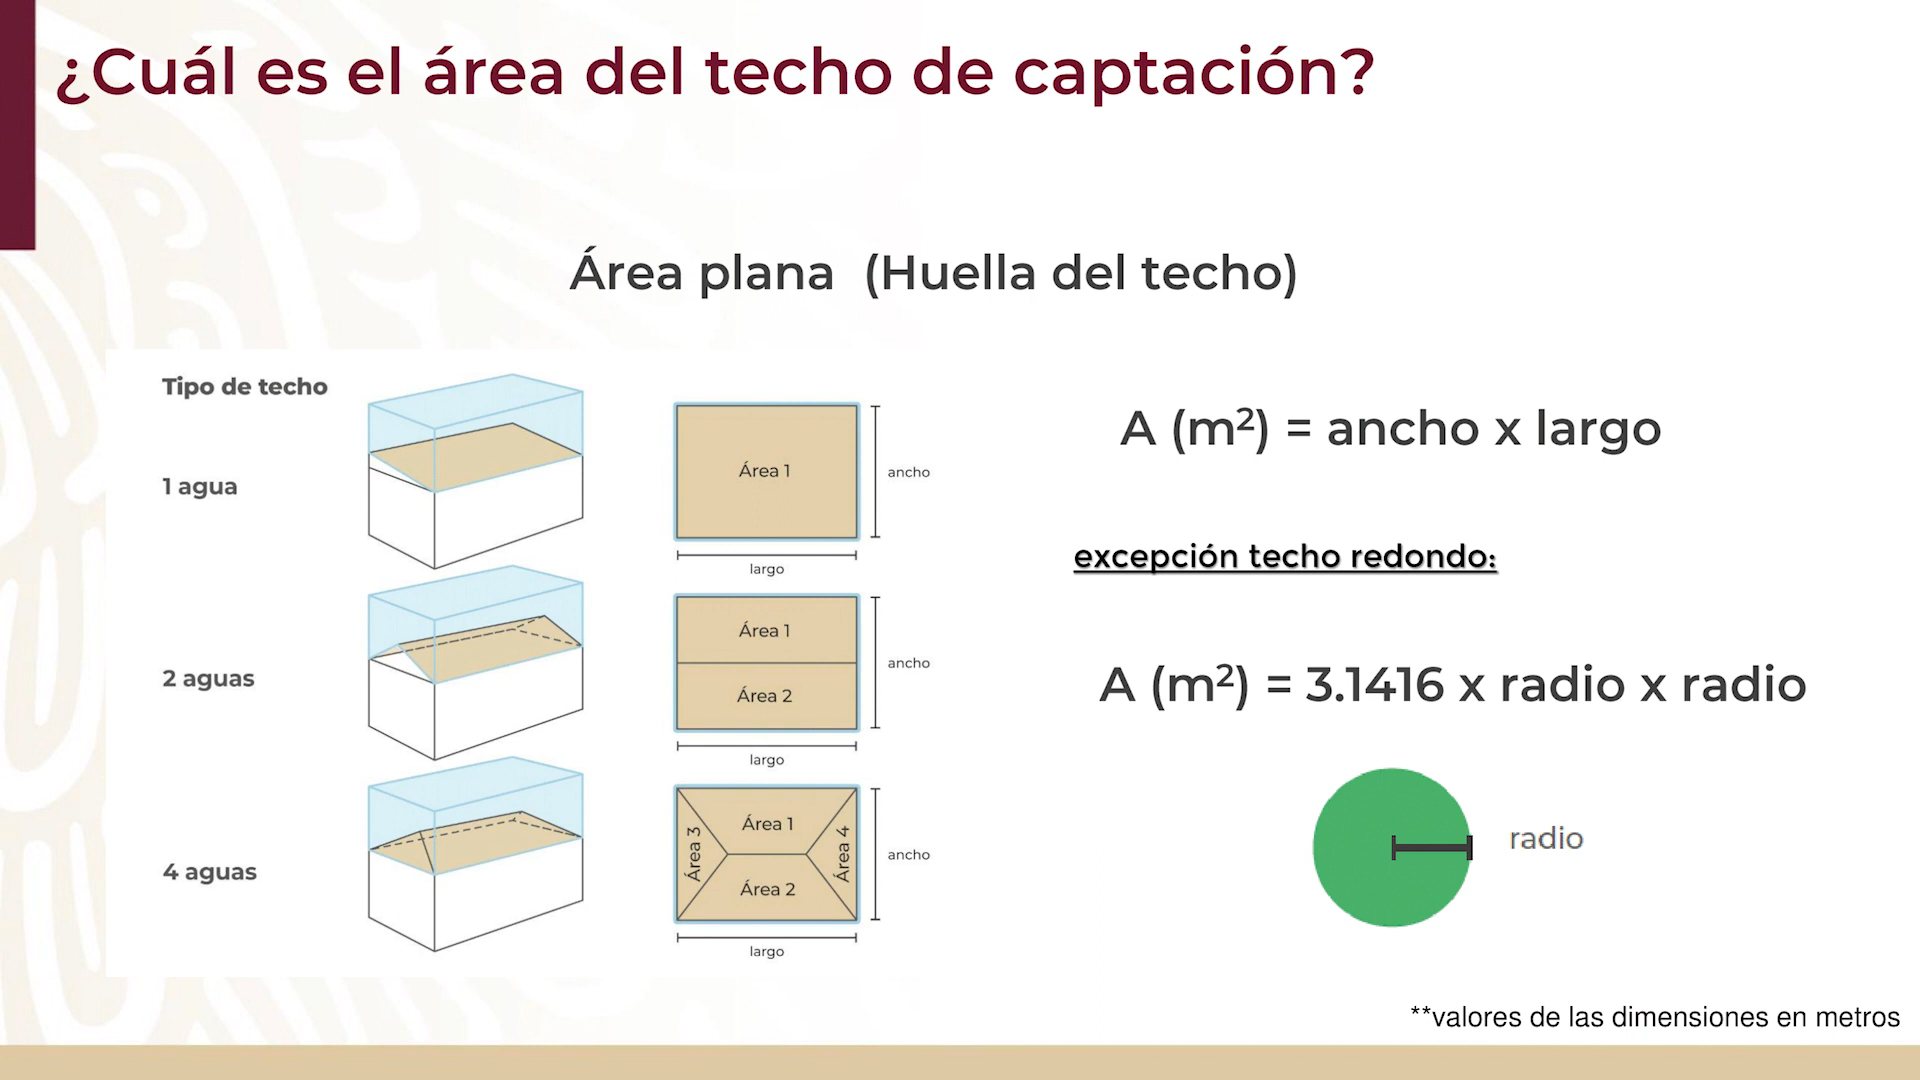 ¿Cuál es el área del techo de captación?
Área plana (Huella del techo)
Tipo de techo
1 agua
Área 1
ancho
largo
2 aguas
Área 1
Área 2
ancho
largo
4 aguas
Área 1
Área 2
Área 3
Área 4
ancho
largo
A (m²) = ancho x largo
excepción techo redondo:
A (m²) = 3.1416 x radio x radio
radio
**valores de las dimensiones en metros